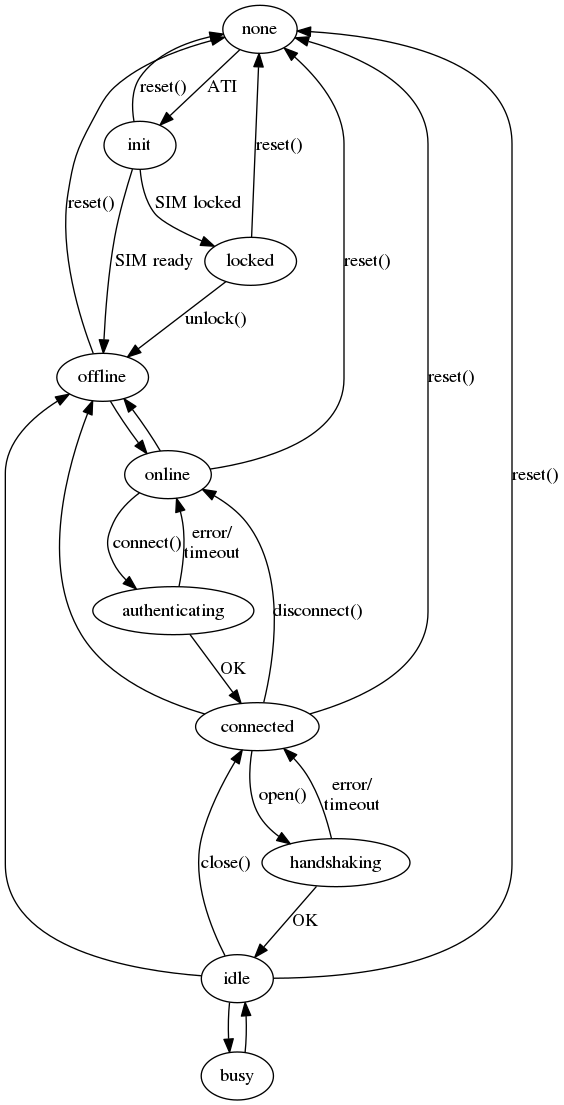 none
reset()
ATI
init
reset()
SIM locked
reset()
SIM ready
locked
reset()
unlock()
offline
reset()
reset()
online
connect()
error/
timeout
authenticating
disconnect()
OK
connected
open()
error/
timeout
close()
handshaking
OK
idle
busy